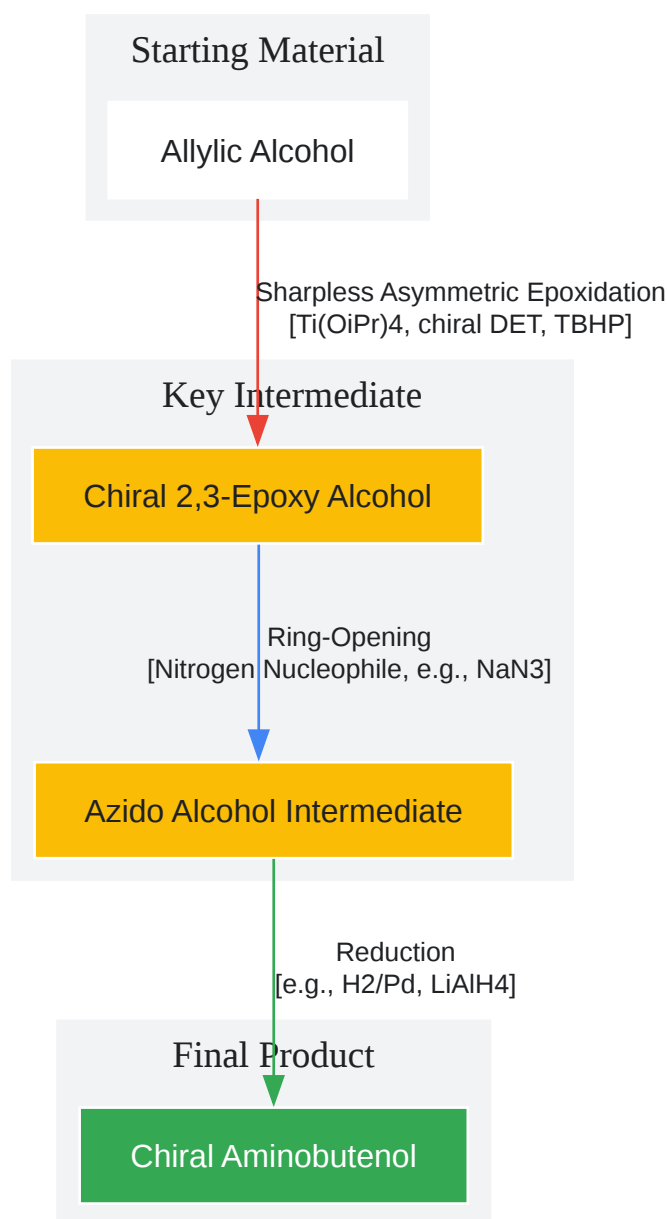 Starting Material
Allylic Alcohol
Sharpless Asymmetric Epoxidation
[Ti(OiPr)4, chiral DET, TBHP]
Key Intermediate
Chiral 2,3-Epoxy Alcohol
Ring-Opening
[Nitrogen Nucleophile, e.g., NaN3]
Azido Alcohol Intermediate
Reduction
[e.g., H2/Pd, LiAlH4]
Final Product
Chiral Aminobutenol